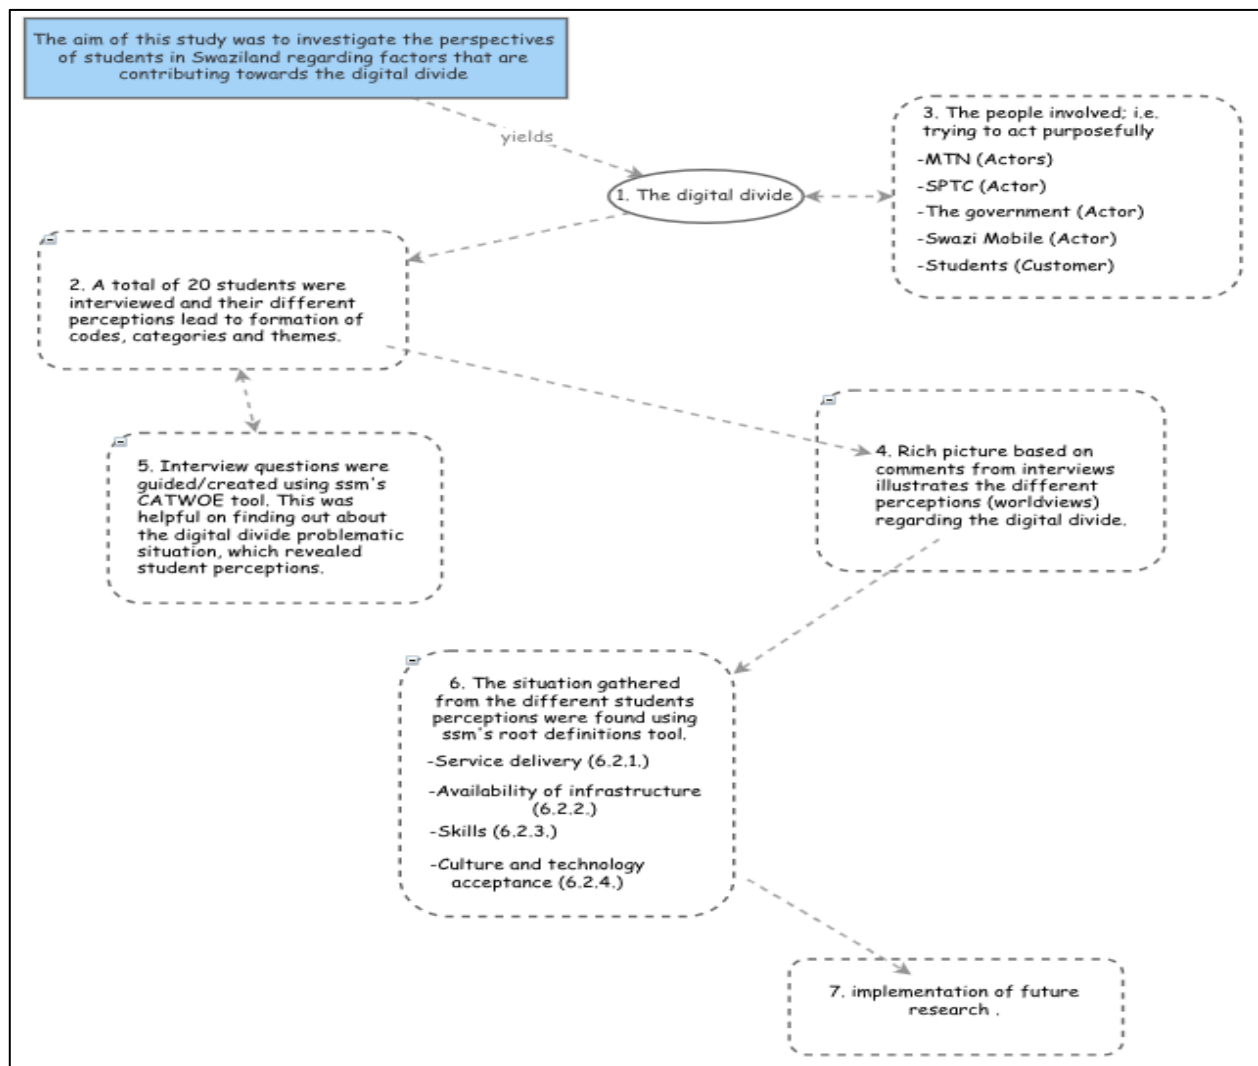 The aim of this study was to investigate the perspectives
of students in Swaziland regarding factors that are
contributing towards the digital divide
yields
1. The digital divide
3. The people involved; i.e.
trying to act purposefully
-MTN (Actors)
-SPTC (Actor)
-The government (Actor)
-Swazi Mobile (Actor)
-Students (Customer)
2. A total of 20 students were
interviewed and their different
perceptions lead to formation of
codes, categories and themes.
4. Rich picture based on
comments from interviews
illustrates the different
perceptions (worldviews)
regarding the digital divide.
5. Interview questions were
guided/created using ssm's
CATWOE tool. This was
helpful on finding out about
the digital divide problematic
situation, which revealed
student perceptions.
6. The situation gathered
from the different students
perceptions were found using
ssm's root definitions tool.
-Service delivery (6.2.1.)
-Availability of infrastructure
(6.2.2.)
-Skills (6.2.3.)
-Culture and technology
acceptance (6.2.4.)
7. implementation of future
research .